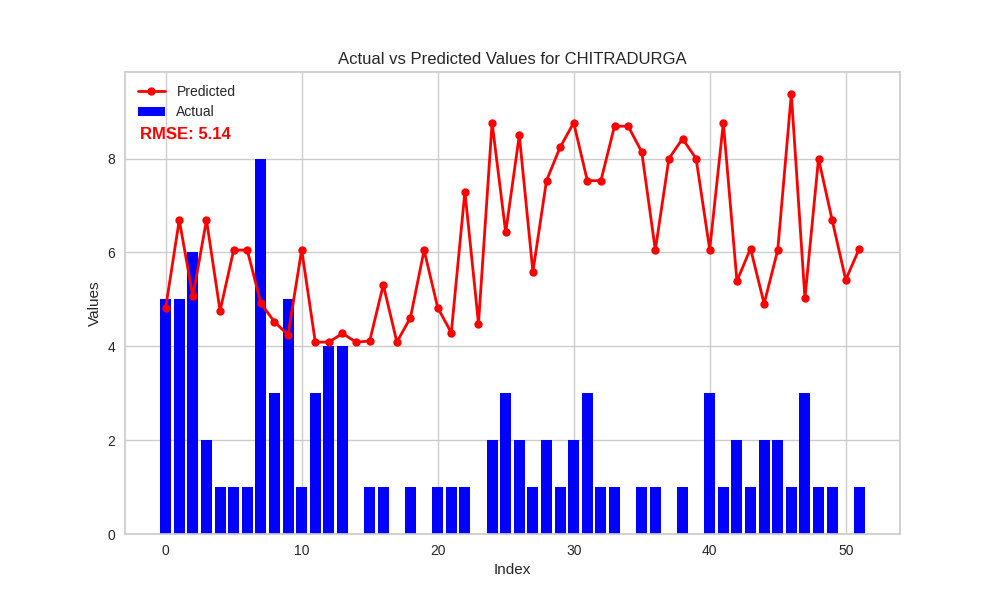 Actual vs Predicted Values for CHITRADURGA
Predicted
Actual
RMSE: 5.14
Values
8
6
4
2
0
0 10 20 30 40 50
Index